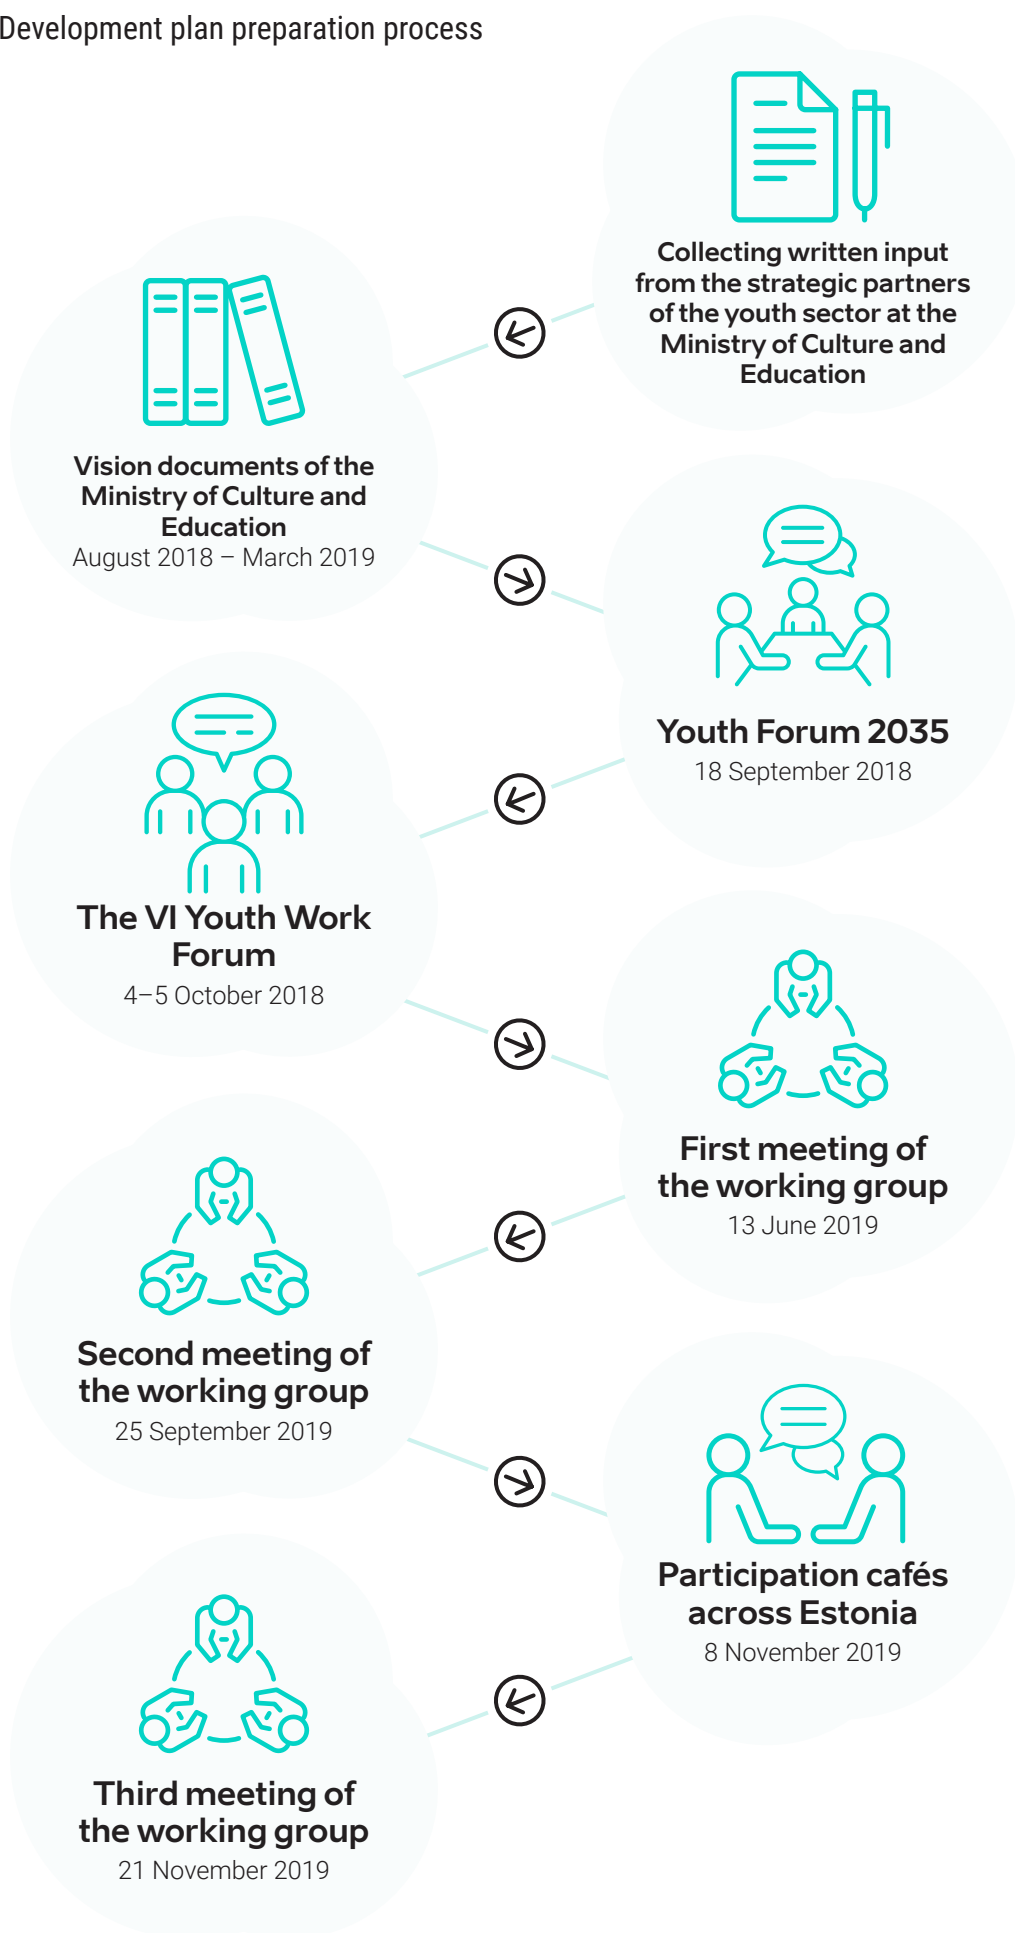 Development plan preparation process
Collecting written input
from the strategic partners
of the youth sector at the
Ministry of Culture and
Education
Vision documents of the
Ministry of Culture and
Education
August 2018 – March 2019
Youth Forum 2035
18 September 2018
The VI Youth Work
Forum
4–5 October 2018
First meeting of
the working group
13 June 2019
Second meeting of
the working group
25 September 2019
Participation cafés
across Estonia
8 November 2019
Third meeting of
the working group
21 November 2019